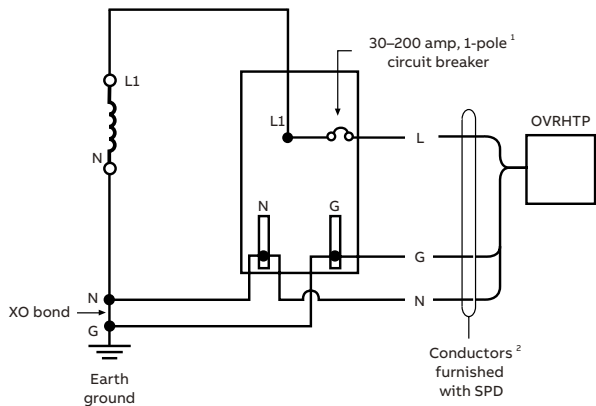 30–200 amp, 1-pole ¹
circuit breaker
L1
L1
L
OVRHTP
N
N
G
G
N
N
XO bond
G
Earth
ground
Conductors ²
furnished
with SPD